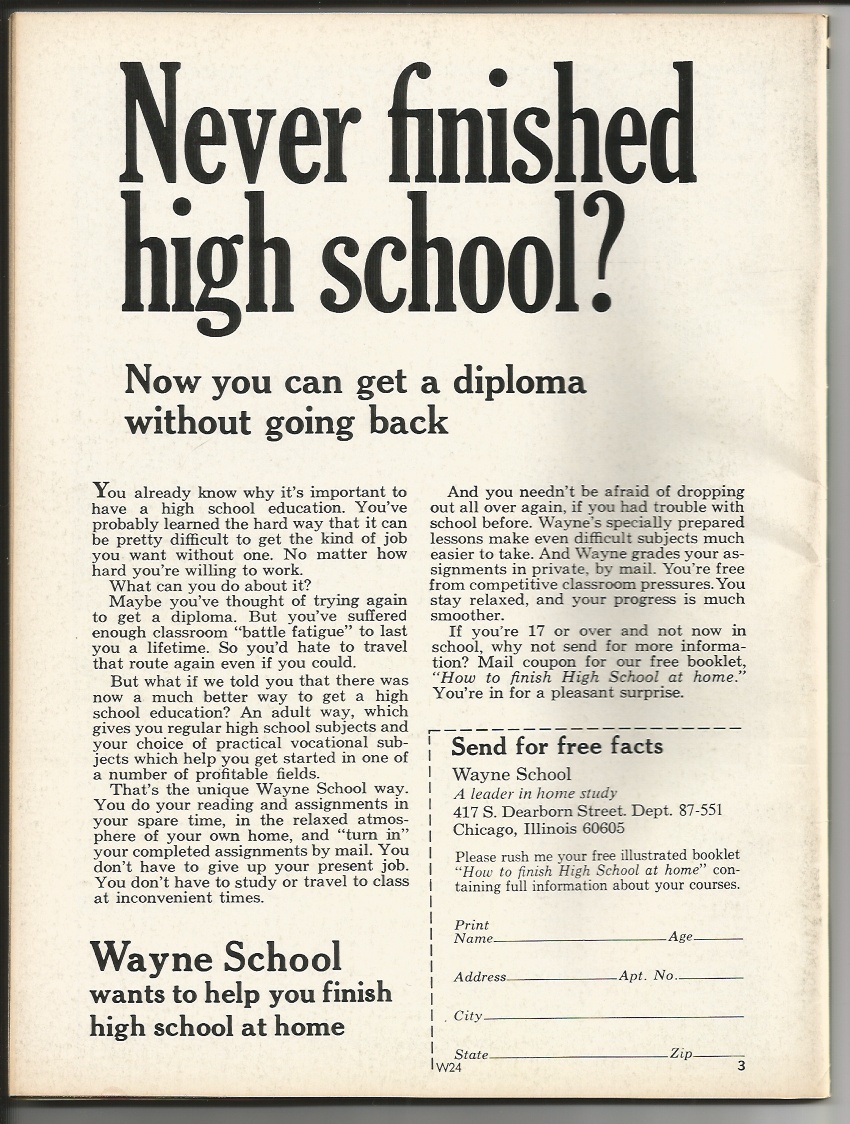 Never finished
high school?
Now you can get a diploma
without going back
You already know why it's important to
have a high school education. You've
probably learned the hard way that it can
be pretty difficult to get the kind of job
you want without one. No matter how
hard you're willing to work.
What can you do about it?
Maybe you've thought of trying again
to get a diploma. But you've suffered
enough classroom “battle fatigue” to last
you a lifetime. So you'd hate to travel
that route again even if you could.
But what if we told you that there was
now a much better way to get a high
school education? An adult way, which
gives you regular high school subjects and
your choice of practical vocational sub-
jects which help you get started in one of
a number of profitable fields.
That's the unique Wayne School way.
You do your reading and assignments in
your spare time, in the relaxed atmos-
phere of your own home, and “turn in”
your completed assignments by mail. You
don't have to give up your present job.
You don't have to study or travel to class
at inconvenient times.
Wayne School
wants to help you finish
high school at home
And you needn't be afraid of dropping
out all over again, if you had trouble with
school before. Wayne's specially prepared
lessons make even difficult subjects much
easier to take. And Wayne grades your as-
signments in private, by mail. You're free
from competitive classroom pressures. You
stay relaxed, and your progress is much
smoother.
If you're 17 or over and not now in
school, why not send for more informa-
tion? Mail coupon for our free booklet,
“How to finish High School at home.”
You're in for a pleasant surprise.
Send for free facts
Wayne School
A leader in home study
417 S. Dearborn Street. Dept. 87-551
Chicago, Illinois 60605
Please rush me your free illustrated booklet
“How to finish High School at home” con-
taining full information about your courses.
Print
Name Age
Address Apt. No.
City
State Zip
W24 3